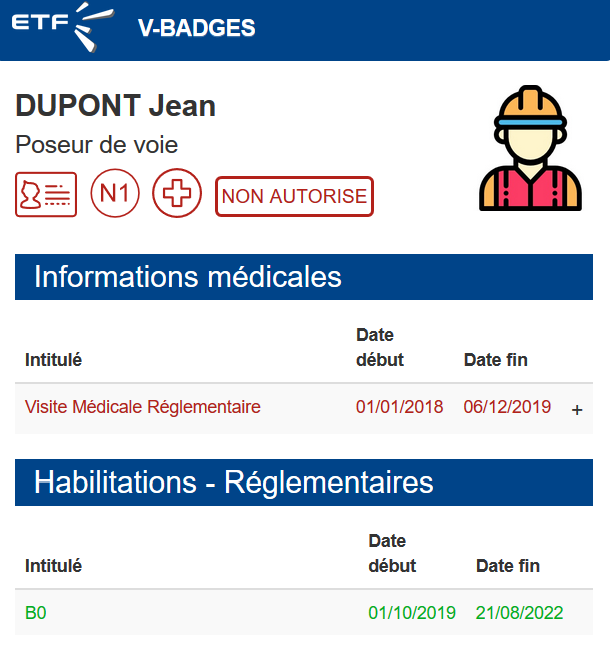 ETF
V-BADGES
DUPONT Jean
Poseur de voie
N1
NON AUTORISE
Informations médicales
Intitulé Date début Date fin
Visite Médicale Réglementaire 01/01/2018 06/12/2019 +
Habilitations - Réglementaires
Intitulé Date début Date fin
B0 01/10/2019 21/08/2022